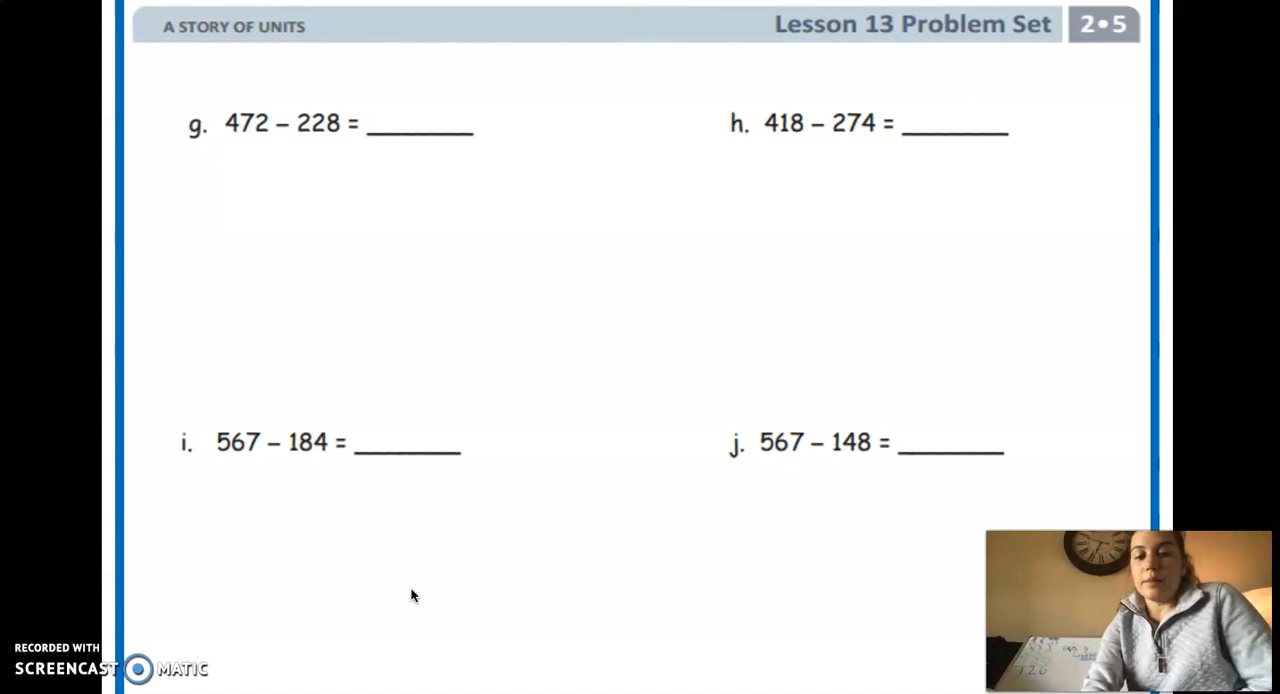 A STORY OF UNITS
Lesson 13 Problem Set 2•5
g. 472 – 228 = ________
h. 418 – 274 = ________
i. 567 – 184 = ________
j. 567 – 148 = ________
RECORDED WITH
SCREENCAST MATIC